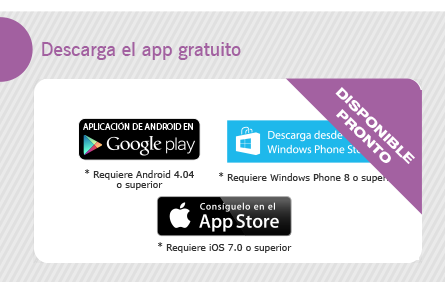 Descarga el app gratuito
APLICACIÓN DE ANDROID EN
Google play
* Requiere Android 4.04
o superior
Descarga desde
Windows Phone
* Requiere Windows Phone 8 o
DISPONIBLE
PRONTO
Consíguelo en el
App Store
* Requiere iOS 7.0 o superior